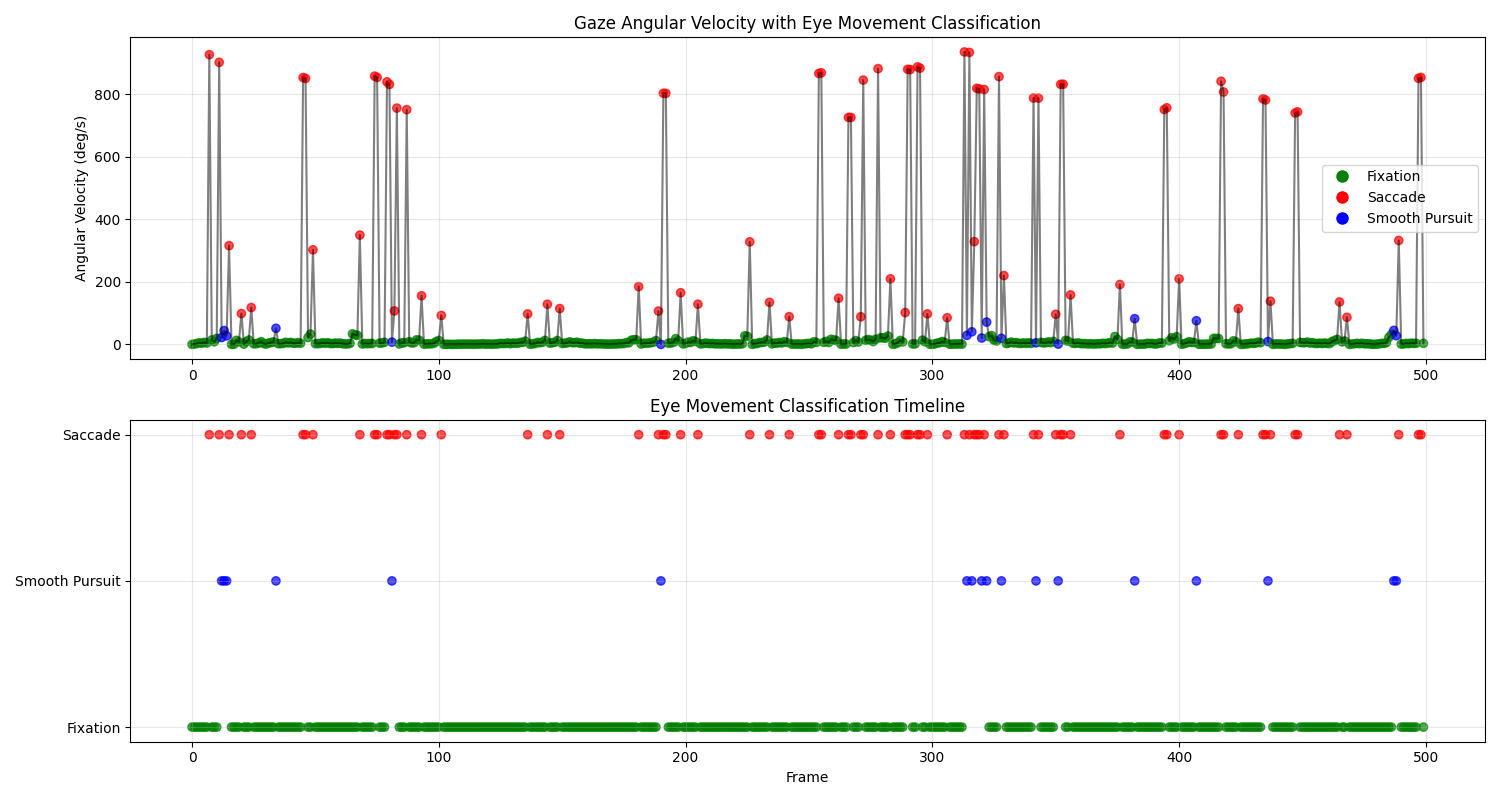 Gaze Angular Velocity with Eye Movement Classification
Angular Velocity (deg/s)
800
600
400
200
0
Fixation
Saccade
Smooth Pursuit
0 100 200 300 400 500
Eye Movement Classification Timeline
Saccade
Smooth Pursuit
Fixation
0 100 200 300 400 500
Frame